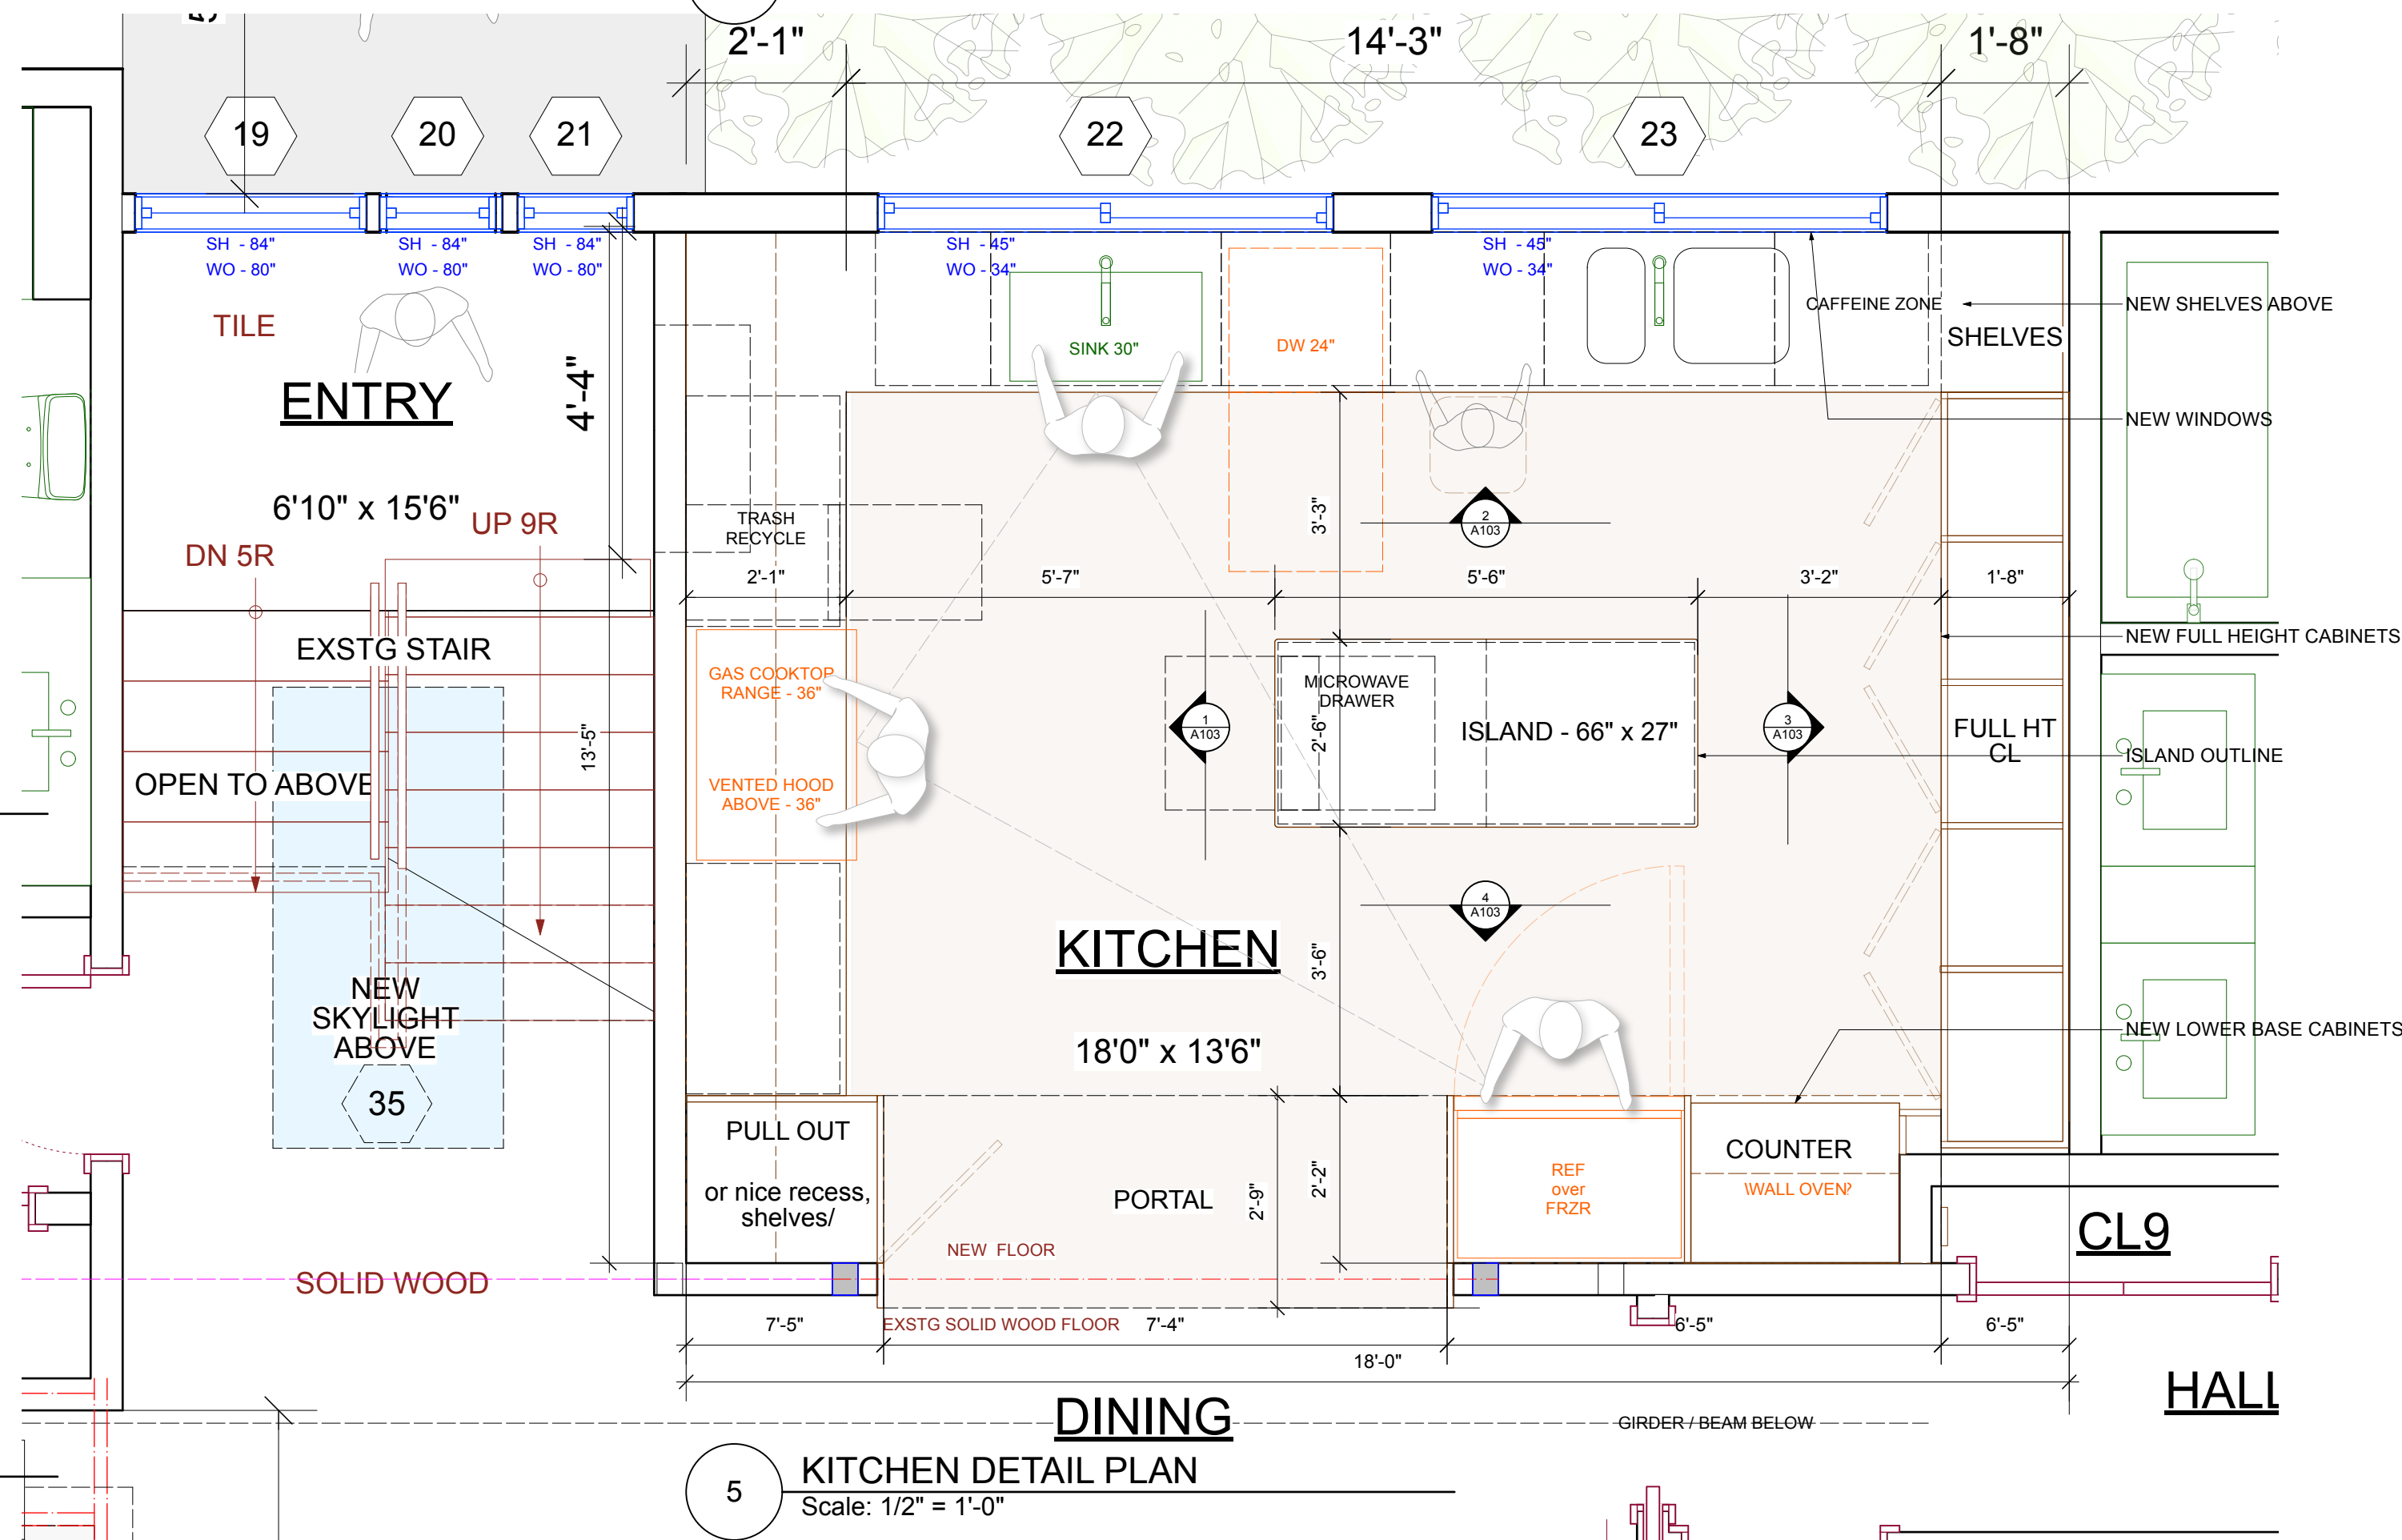 2'-1"
14'-3"
1'-8"
19
20
21
22
23
SH - 84"
WO - 80"
SH - 84"
WO - 80"
SH - 84"
WO - 80"
SH - 45"
WO - 34"
SH - 45"
WO - 34"
TILE
ENTRY
4'-4"
6'10" x 15'6"
UP 9R
DN 5R
SINK 30"
DW 24"
CAFFEINE ZONE
SHELVES
NEW SHELVES ABOVE
NEW WINDOWS
TRASH
RECYCLE
3'-3"
2
A103
2'-1"
5'-7"
5'-6"
3'-2"
1'-8"
EXSTG STAIR
NEW FULL HEIGHT CABINETS
GAS COOKTOP
RANGE - 36"
VENTED HOOD
ABOVE - 36"
13'-5"
OPEN TO ABOVE
1
A103
MICROWAVE
DRAWER
2'-6"
ISLAND - 66" x 27"
3
A103
FULL HT
CL
ISLAND OUTLINE
4
A103
KITCHEN
3'-6"
18'0" x 13'6"
NEW
SKYLIGHT
ABOVE
35
NEW LOWER BASE CABINETS
PULL OUT
or nice recess,
shelves/
PORTAL
2'-9"
2'-2"
REF
over
FRZR
COUNTER
\WALL OVEN?
CL9
NEW FLOOR
SOLID WOOD
EXSTG SOLID WOOD FLOOR
7'-5"
7'-4"
6'-5"
6'-5"
18'-0"
HALL
DINING
GIRDER / BEAM BELOW
5
KITCHEN DETAIL PLAN
Scale: 1/2" = 1'-0"